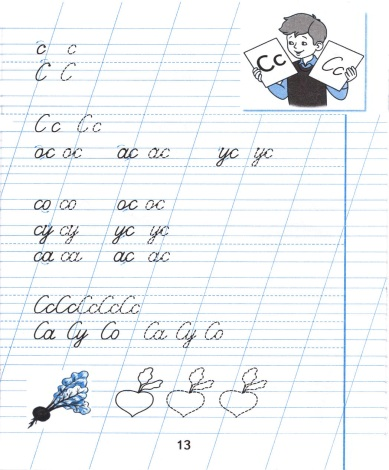 с с
С С
Сс
Сс
Сс Сс
ос ос ас ас ус ус
со со ос ос
су су ус ус
са са ас ас
СсСсСсСсСс
Са Су Со Са Су Со
13